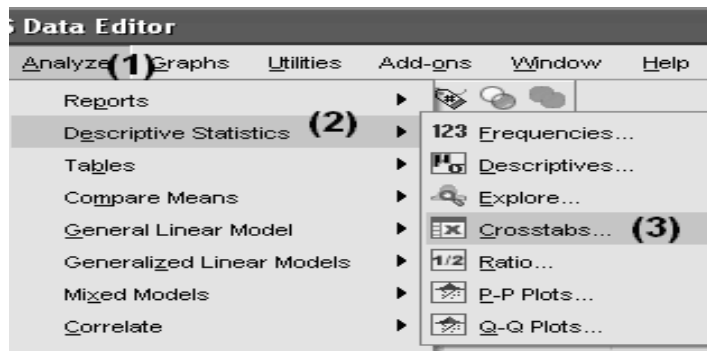 S Data Editor
Analyze (1) Graphs Utilities Add-ons Window Help
Reports
Descriptive Statistics (2)
Tables
Compare Means
General Linear Model
Generalized Linear Models
Mixed Models
Correlate
123 Frequencies...
Descriptives...
Explore...
Crosstabs... (3)
1/2 Ratio...
P-P Plots...
Q-Q Plots...